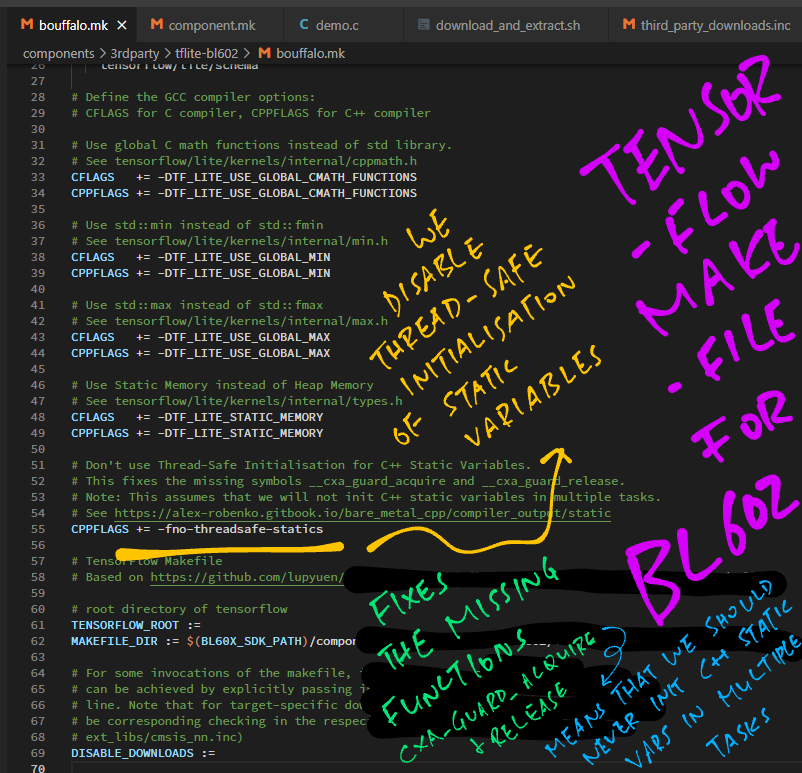 bouffalo.mk
component.mk
demo.c
download_and_extract.sh
third_party_downloads.inc
components > 3rdparty > tflite-bl602 > bouffalo.mk
26 tensorflow/lite/schema
27
28 # Define the GCC compiler options:
29 # CFLAGS for C compiler, CPPFLAGS for C++ compiler
30
31 # Use global C math functions instead of std library.
32 # See tensorflow/lite/kernels/internal/cppmath.h
33 CFLAGS += -DTF_LITE_USE_GLOBAL_CMATH_FUNCTIONS
34 CPPFLAGS += -DTF_LITE_USE_GLOBAL_CMATH_FUNCTIONS
35
36 # Use std::min instead of std::fmin
37 # See tensorflow/lite/kernels/internal/min.h
38 CFLAGS += -DTF_LITE_USE_GLOBAL_MIN
39 CPPFLAGS += -DTF_LITE_USE_GLOBAL_MIN
40
41 # Use std::max instead of std::fmax
42 # See tensorflow/lite/kernels/internal/max.h
43 CFLAGS += -DTF_LITE_USE_GLOBAL_MAX
44 CPPFLAGS += -DTF_LITE_USE_GLOBAL_MAX
45
46 # Use Static Memory instead of Heap Memory
47 # See tensorflow/lite/kernels/internal/types.h
48 CFLAGS += -DTF_LITE_STATIC_MEMORY
49 CPPFLAGS += -DTF_LITE_STATIC_MEMORY
50
51 # Don't use Thread-Safe Initialisation for C++ Static Variables.
52 # This fixes the missing symbols __cxa_guard_acquire and __cxa_guard_release.
53 # Note: This assumes that we will not init C++ static variables in multiple tasks.
54 # See https://alex-robenko.gitbook.io/bare_metal_cpp/compiler_output/static
55 CPPFLAGS += -fno-threadsafe-statics
56
57 # TensorFlow Makefile
58 # Based on https://github.com/lupyuen/
59
60 # root directory of tensorflow
61 TENSORFLOW_ROOT :=
62 MAKEFILE_DIR := $(BL60X_SDK_PATH)/compo
63
64 # For some invocations of the makefile,
65 # can be achieved by explicitly passing i
66 # line. Note that for target-specific do
67 # be corresponding checking in the respec
68 # ext_libs/cmsis_nn.inc)
69 DISABLE_DOWNLOADS :=
70
WE
DISABLE
THREAD-SAFE
INITIALISATION
OF STATIC
VARIABLES
TENSOR
-FLOW
MAKE
-FILE
FOR
BL602
FIXES
THE MISSING
FUNCTIONS
CXA_GUARD_ACQUIRE
& RELEASE
MEANS THAT WE SHOULD
NEVER INIT C++ STATIC
VARS IN MULTIPLE
TASKS